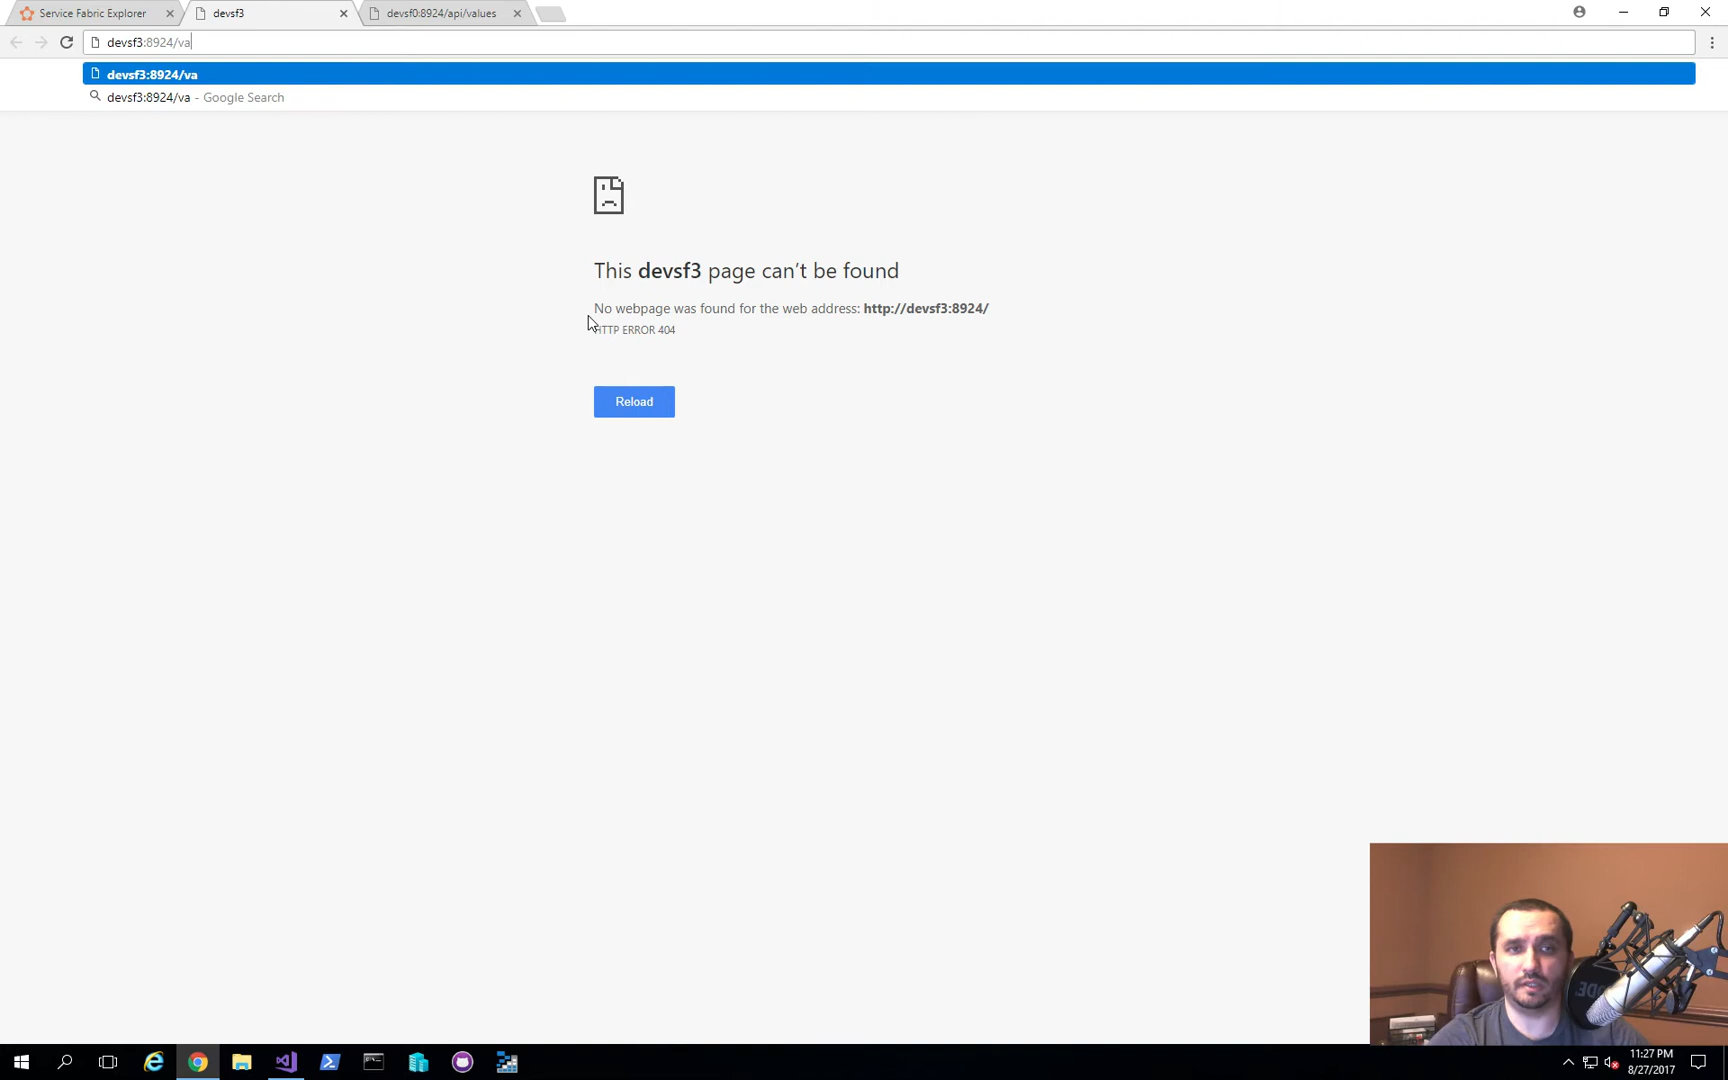 Service Fabric Explorer
devsf3
devsf0:8924/api/values
devsf3:8924/va
devsf3:8924/va
devsf3:8924/va - Google Search
This devsf3 page can't be found
No webpage was found for the web address: http://devsf3:8924/
HTTP ERROR 404
Reload
11:27 PM
8/27/2017